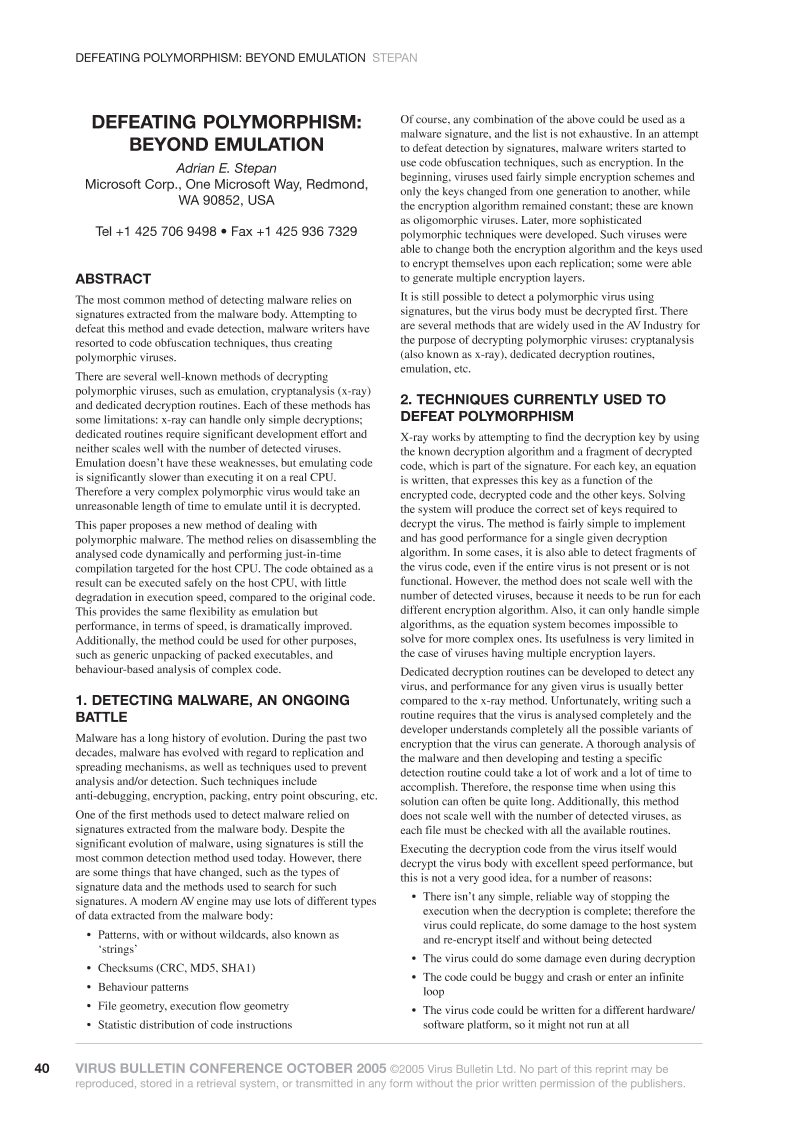 DEFEATING POLYMORPHISM: BEYOND EMULATION STEPAN
DEFEATING POLYMORPHISM:
BEYOND EMULATION
Adrian E. Stepan
Microsoft Corp., One Microsoft Way, Redmond,
WA 90852, USA
Tel +1 425 706 9498 • Fax +1 425 936 7329
ABSTRACT
The most common method of detecting malware relies on
signatures extracted from the malware body. Attempting to
defeat this method and evade detection, malware writers have
resorted to code obfuscation techniques, thus creating
polymorphic viruses.
There are several well-known methods of decrypting
polymorphic viruses, such as emulation, cryptanalysis (x-ray)
and dedicated decryption routines. Each of these methods has
some limitations: x-ray can handle only simple decryptions;
dedicated routines require significant development effort and
neither scales well with the number of detected viruses.
Emulation doesn't have these weaknesses, but emulating code
is significantly slower than executing it on a real CPU.
Therefore a very complex polymorphic virus would take an
unreasonable length of time to emulate until it is decrypted.
This paper proposes a new method of dealing with
polymorphic malware. The method relies on disassembling the
analysed code dynamically and performing just-in-time
compilation targeted for the host CPU. The code obtained as a
result can be executed safely on the host CPU, with little
degradation in execution speed, compared to the original code.
This provides the same flexibility as emulation but
performance, in terms of speed, is dramatically improved.
Additionally, the method could be used for other purposes,
such as generic unpacking of packed executables, and
behaviour-based analysis of complex code.
1. DETECTING MALWARE, AN ONGOING
BATTLE
Malware has a long history of evolution. During the past two
decades, malware has evolved with regard to replication and
spreading mechanisms, as well as techniques used to prevent
analysis and/or detection. Such techniques include
anti-debugging, encryption, packing, entry point obscuring, etc.
One of the first methods used to detect malware relied on
signatures extracted from the malware body. Despite the
significant evolution of malware, using signatures is still the
most common detection method used today. However, there
are some things that have changed, such as the types of
signature data and the methods used to search for such
signatures. A modern AV engine may use lots of different types
of data extracted from the malware body:
• Patterns, with or without wildcards, also known as
'strings'
• Checksums (CRC, MD5, SHA1)
• Behaviour patterns
• File geometry, execution flow geometry
• Statistic distribution of code instructions
Of course, any combination of the above could be used as a
malware signature, and the list is not exhaustive. In an attempt
to defeat detection by signatures, malware writers started to
use code obfuscation techniques, such as encryption. In the
beginning, viruses used fairly simple encryption schemes and
only the keys changed from one generation to another, while
the encryption algorithm remained constant; these are known
as oligomorphic viruses. Later, more sophisticated
polymorphic techniques were developed. Such viruses were
able to change both the encryption algorithm and the keys used
to encrypt themselves upon each replication; some were able
to generate multiple encryption layers.
It is still possible to detect a polymorphic virus using
signatures, but the virus body must be decrypted first. There
are several methods that are widely used in the AV Industry for
the purpose of decrypting polymorphic viruses: cryptanalysis
(also known as x-ray), dedicated decryption routines,
emulation, etc.
2. TECHNIQUES CURRENTLY USED TO
DEFEAT POLYMORPHISM
X-ray works by attempting to find the decryption key by using
the known decryption algorithm and a fragment of decrypted
code, which is part of the signature. For each key, an equation
is written, that expresses this key as a function of the
encrypted code, decrypted code and the other keys. Solving
the system will produce the correct set of keys required to
decrypt the virus. The method is fairly simple to implement
and has good performance for a single given decryption
algorithm. In some cases, it is also able to detect fragments of
the virus code, even if the entire virus is not present or is not
functional. However, the method does not scale well with the
number of detected viruses, because it needs to be run for each
different encryption algorithm. Also, it can only handle simple
algorithms, as the equation system becomes impossible to
solve for more complex ones. Its usefulness is very limited in
the case of viruses having multiple encryption layers.
Dedicated decryption routines can be developed to detect any
virus, and performance for any given virus is usually better
compared to the x-ray method. Unfortunately, writing such a
routine requires that the virus is analysed completely and the
developer understands completely all the possible variants of
encryption that the virus can generate. A thorough analysis of
the malware and then developing and testing a specific
detection routine could take a lot of work and a lot of time to
accomplish. Therefore, the response time when using this
solution can often be quite long. Additionally, this method
does not scale well with the number of detected viruses, as
each file must be checked with all the available routines.
Executing the decryption code from the virus itself would
decrypt the virus body with excellent speed performance, but
this is not a very good idea, for a number of reasons:
• There isn't any simple, reliable way of stopping the
execution when the decryption is complete; therefore the
virus could replicate, do some damage to the host system
and re-encrypt itself and without being detected
• The virus could do some damage even during decryption
• The code could be buggy and crash or enter an infinite
loop
• The virus code could be written for a different hardware/
software platform, so it might not run at all
40 VIRUS BULLETIN CONFERENCE OCTOBER 2005 ©2005 Virus Bulletin Ltd. No part of this reprint may be
reproduced, stored in a retrieval system, or transmitted in any form without the prior written permission of the publishers.